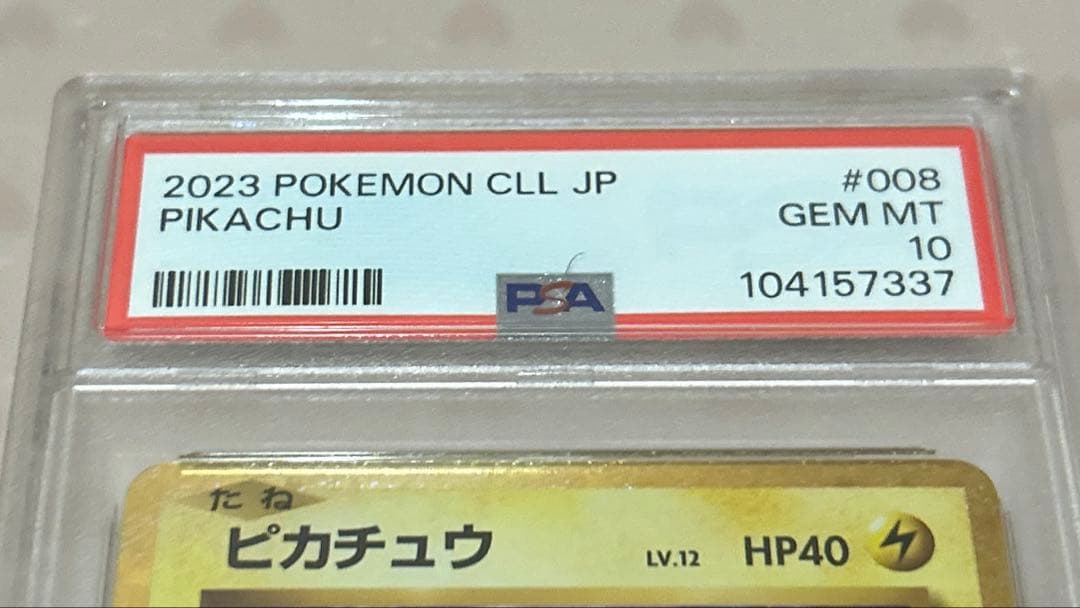 2023 POKEMON CLL JP #008
PIKACHU GEM MT
10
104157337
PSA
たね
ピカチュウ LV.12 HP40